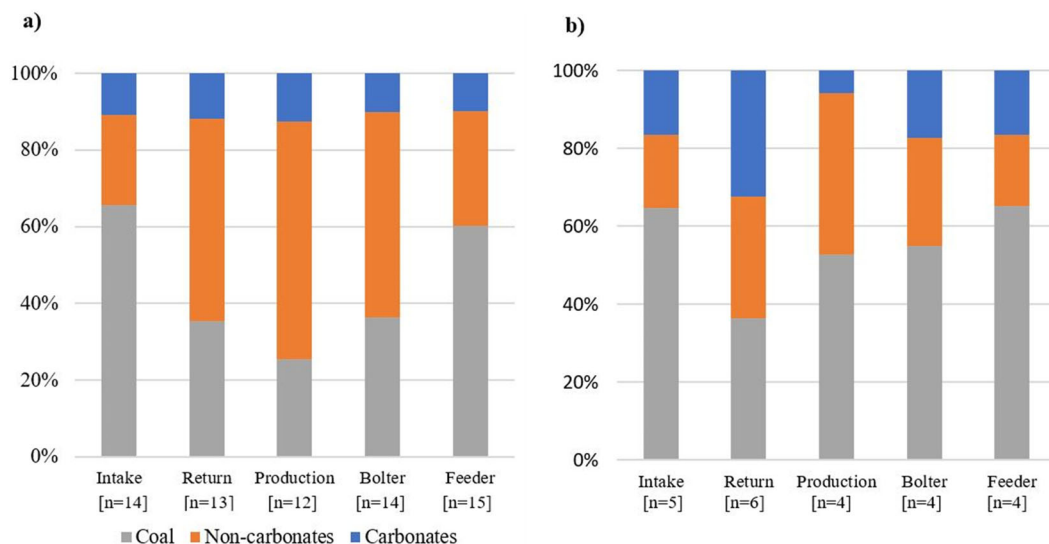 a)
100%
80%
60%
40%
20%
0%
Intake Return Production Bolter Feeder
[n=14] [n=13] [n=12] [n=14] [n=15]
Coal Non-carbonates Carbonates
b)
100%
80%
60%
40%
20%
0%
Intake Return Production Bolter Feeder
[n=5] [n=6] [n=4] [n=4] [n=4]